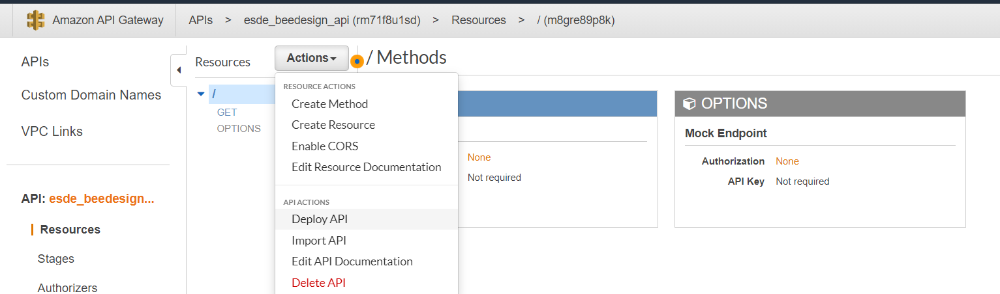 Amazon API Gateway APIs > esde_beedesign_api (rm71f8u1sd) > Resources > / (m8gre89p8k)
APIs
Custom Domain Names
VPC Links
API: esde_beedesign...
Resources
Stages
Authorizers
Resources
Actions
/ Methods
/
GET
OPTIONS
RESOURCE ACTIONS
Create Method
Create Resource
Enable CORS
Edit Resource Documentation
API ACTIONS
Deploy API
Import API
Edit API Documentation
Delete API
None
Not required
OPTIONS
Mock Endpoint
Authorization None
API Key Not required